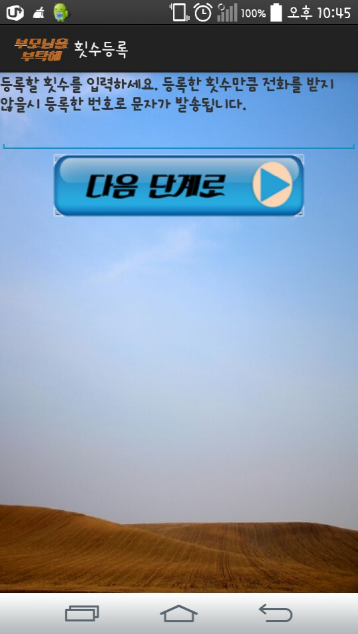 100% 오후 10:45
부모님을
부탁해 횟수등록
등록할 횟수를 입력하세요. 등록한 횟수만큼 전화를 받지
않을시 등록한 번호로 문자가 발송됩니다.
다음 단계로